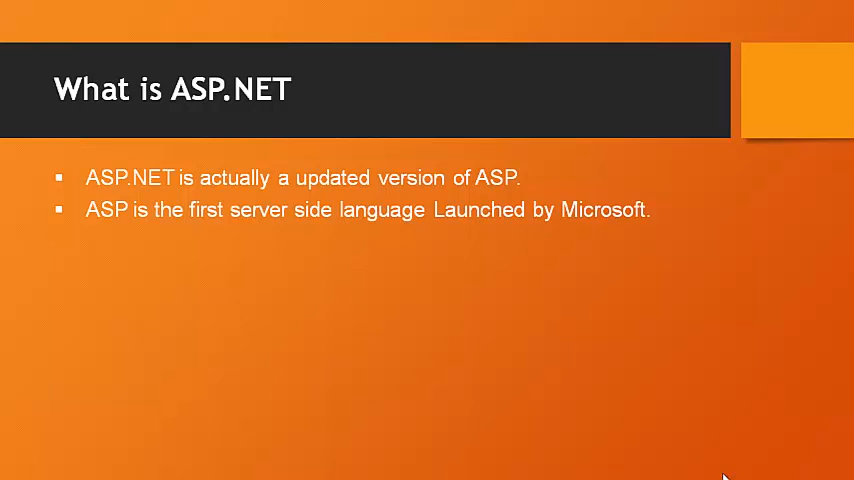 What is ASP.NET
▪ ASP.NET is actually a updated version of ASP.
▪ ASP is the first server side language Launched by Microsoft.